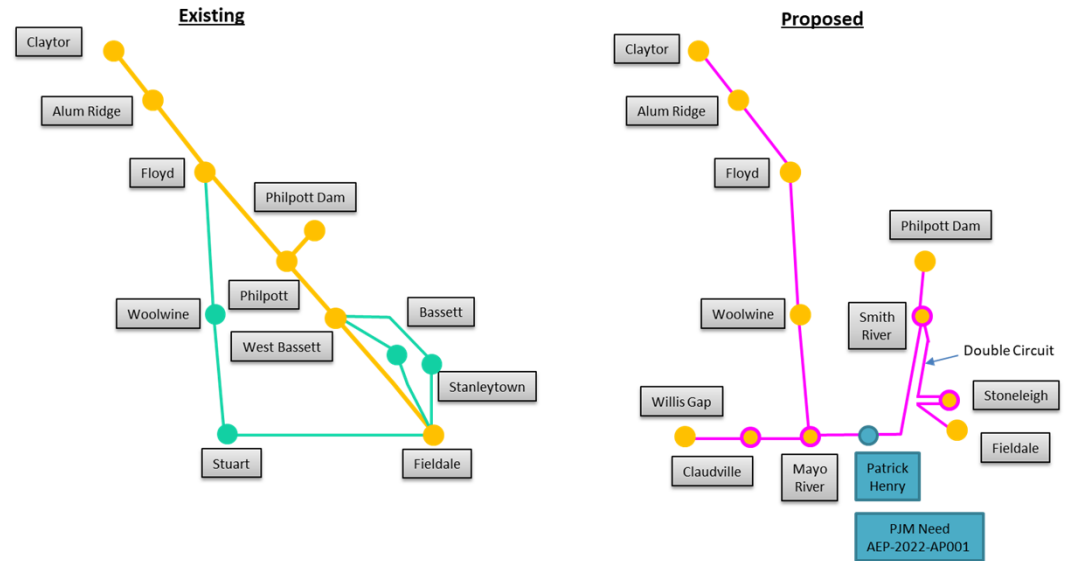 Existing
Claytor
Alum Ridge
Floyd
Philpott Dam
Woolwine
Philpott
West Bassett
Bassett
Stanleytown
Stuart
Fieldale
Proposed
Claytor
Alum Ridge
Floyd
Philpott Dam
Woolwine
Smith
River
Double Circuit
Stoneleigh
Willis Gap
Fieldale
Claudville
Mayo
River
Patrick
Henry
PJM Need
AEP-2022-AP001